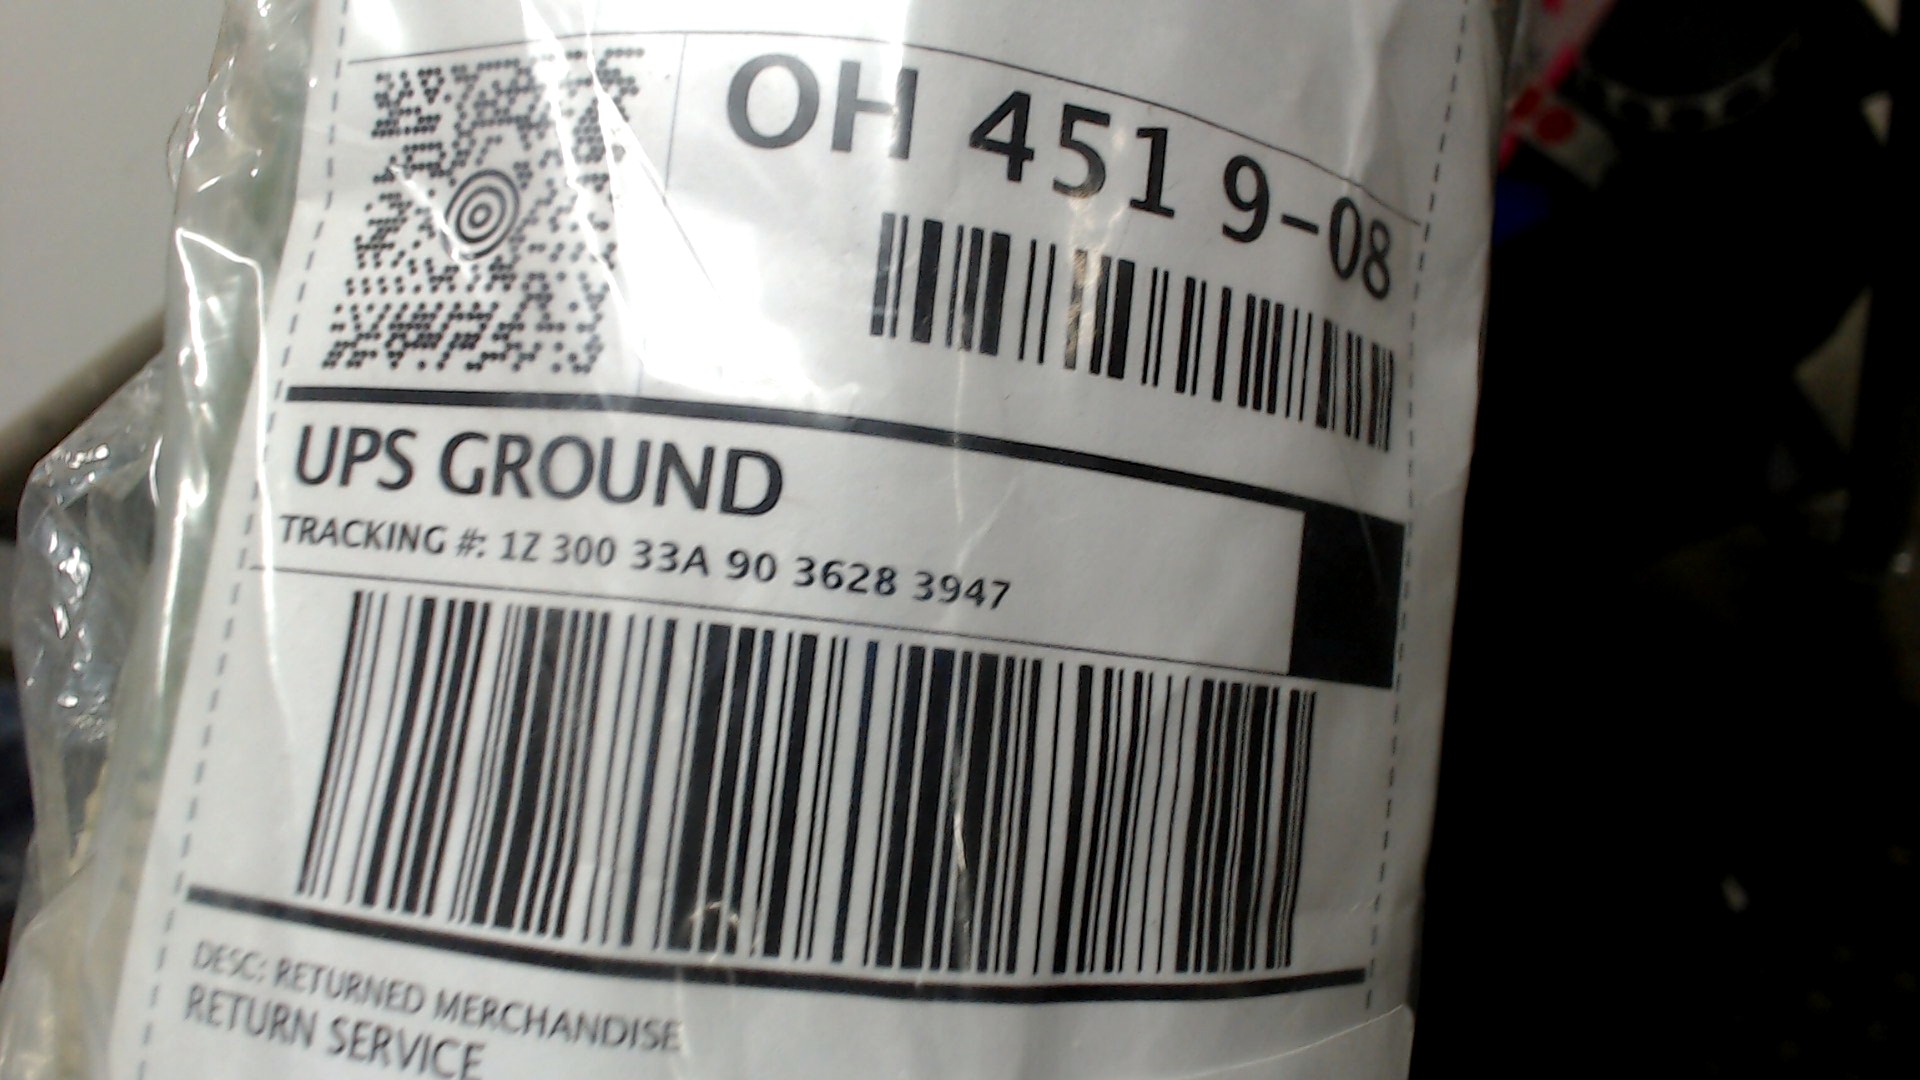 OH 451 9-08
UPS GROUND
TRACKING #: 1Z 300 33A 90 3628 3947
DESC: RETURNED MERCHANDISE
RETURN SERVICE